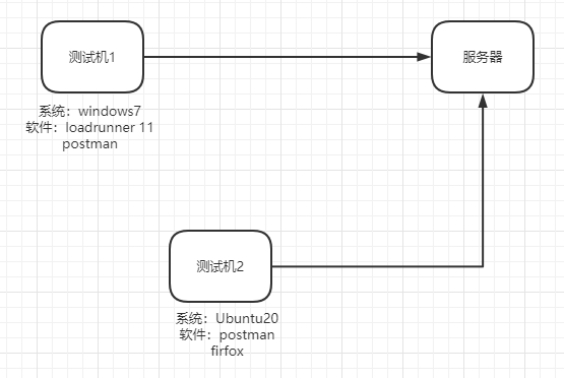 测试机1
服务器
系统：windows7
软件：loadrunner 11
postman
测试机2
系统：Ubuntu20
软件：postman
firfox